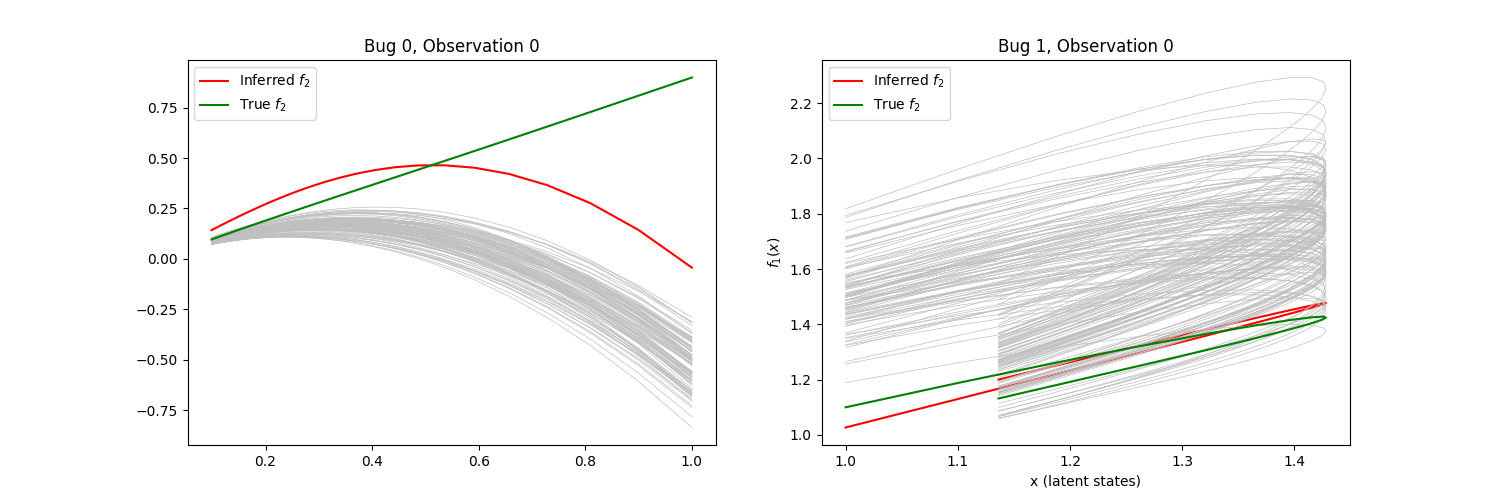 Bug 0, Observation 0
Inferred f₂
True f₂
0.75
0.50
0.25
0.00
−0.25
−0.50
−0.75
0.2 0.4 0.6 0.8 1.0
Bug 1, Observation 0
Inferred f₂
True f₂
2.2
2.0
1.8
1.6
1.4
1.2
1.0
f₁(x)
1.0 1.1 1.2 1.3 1.4
x (latent states)